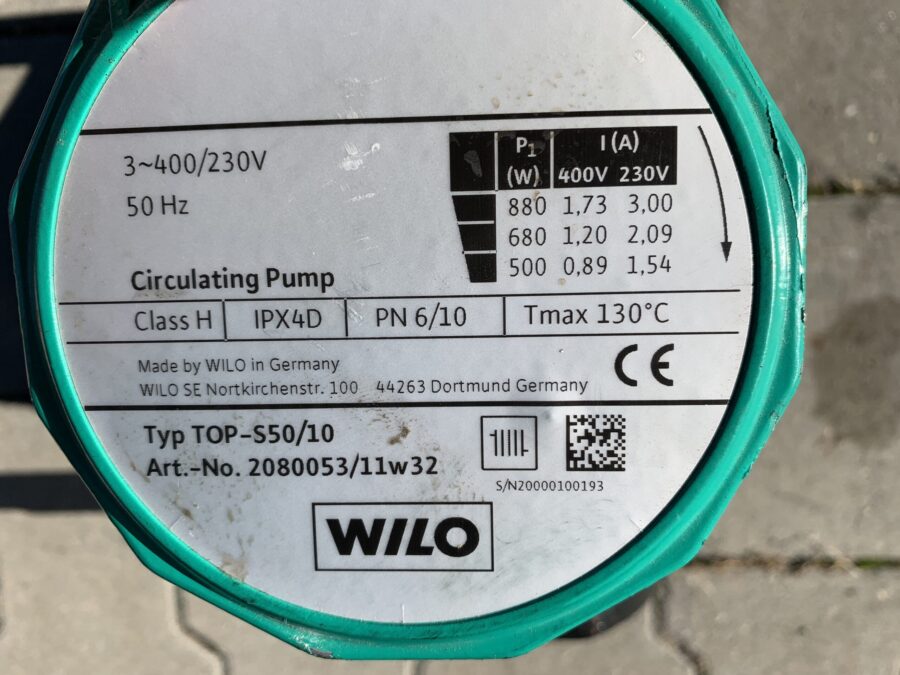 3~400/230V
50 Hz
P1 (W) I (A)
400V 230V
880 1,73 3,00
680 1,20 2,09
500 0,89 1,54
Circulating Pump
Class H IPX4D PN 6/10 Tmax 130°C
Made by WILO in Germany
WILO SE Nortkirchenstr. 100 44263 Dortmund Germany
CE
Typ TOP-S50/10
Art.-No. 2080053/11w32
S/N20000100193
WILO